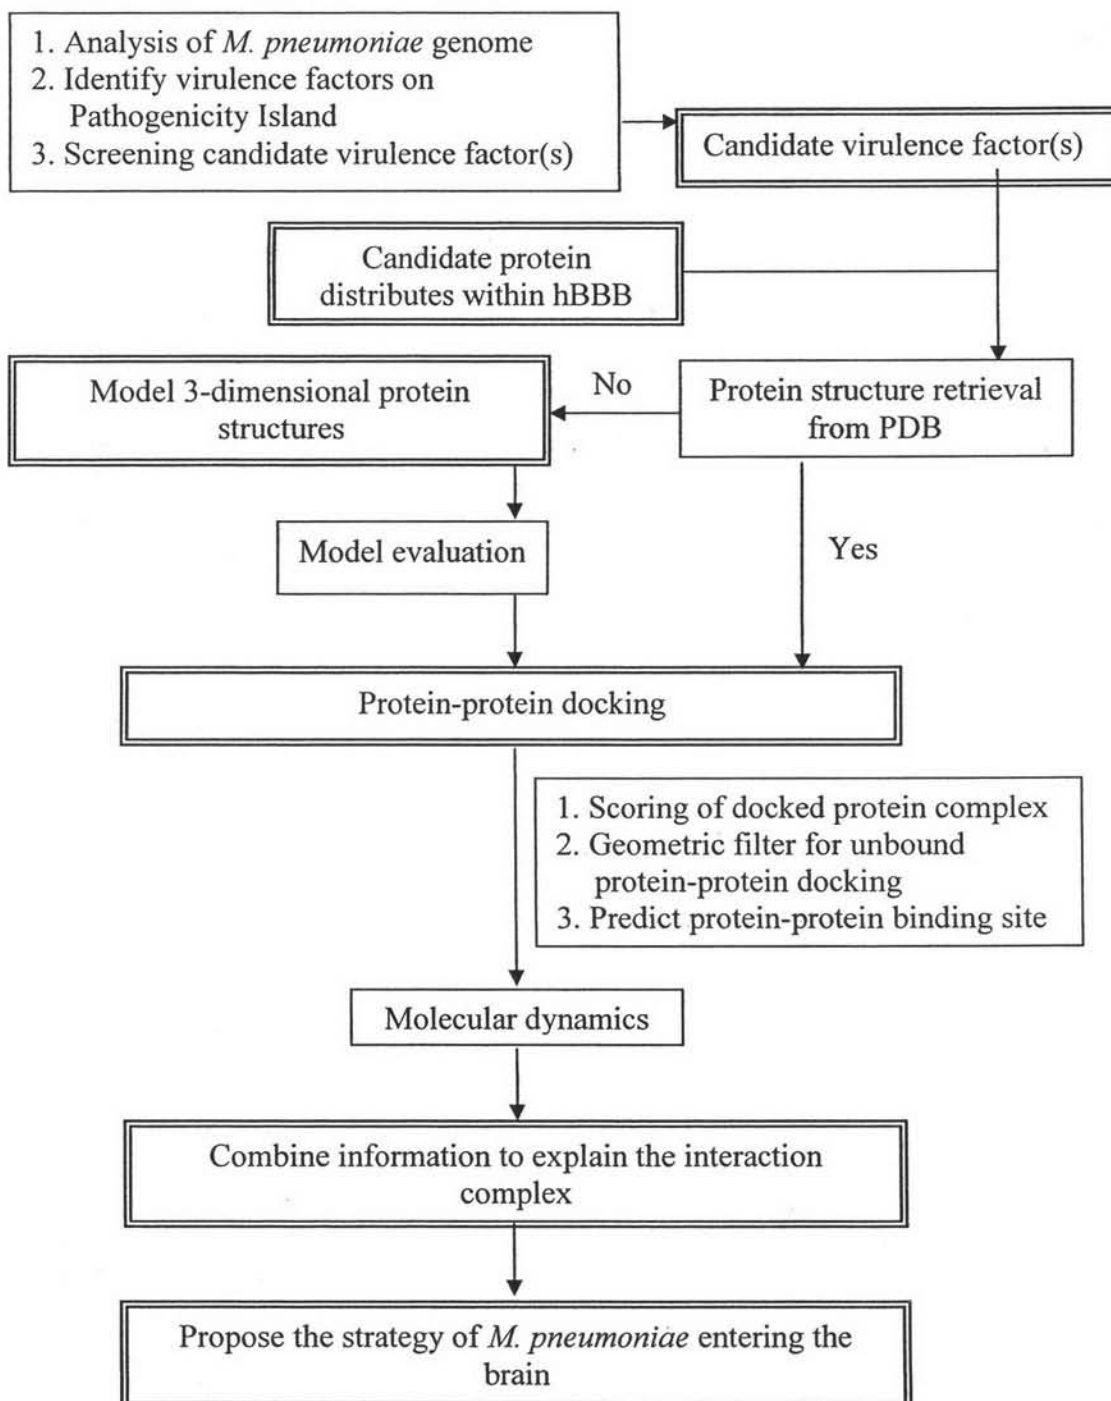 1. Analysis of M. pneumoniae genome
2. Identify virulence factors on
Pathogenicity Island
3. Screening candidate virulence factor(s)
Candidate virulence factor(s)
Candidate protein
distributes within hBBB
Model 3-dimensional protein
structures
No
Protein structure retrieval
from PDB
Model evaluation
Yes
Protein-protein docking
1. Scoring of docked protein complex
2. Geometric filter for unbound
protein-protein docking
3. Predict protein-protein binding site
Molecular dynamics
Combine information to explain the interaction
complex
Propose the strategy of M. pneumoniae entering the
brain